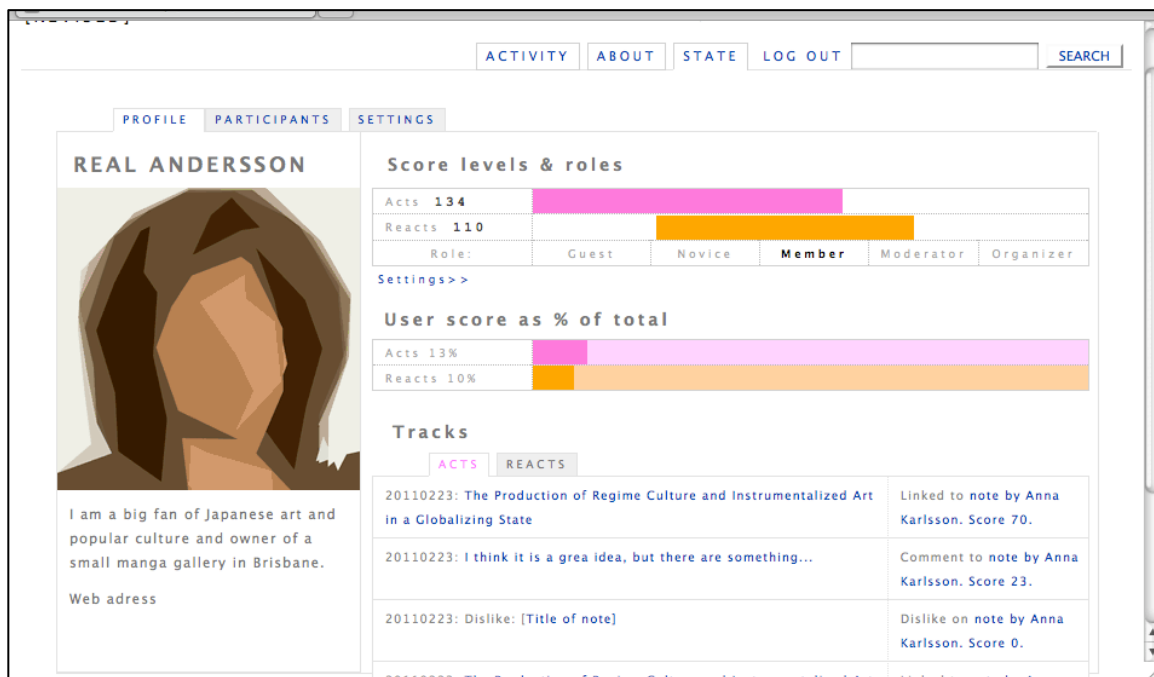 ACTIVITY ABOUT STATE LOG OUT SEARCH
PROFILE PARTICIPANTS SETTINGS
REAL ANDERSSON
I am a big fan of Japanese art and
popular culture and owner of a
small manga gallery in Brisbane.
Web adress
Score levels & roles
Acts 134
Reacts 110
Role: Guest Novice Member Moderator Organizer
Settings>>
User score as % of total
Acts 13%
Reacts 10%
Tracks
ACTS REACTS
20110223: The Production of Regime Culture and Instrumentalized Art
in a Globalizing State
Linked to note by Anna
Karlsson. Score 70.
20110223: I think it is a grea idea, but there are something...
Comment to note by Anna
Karlsson. Score 23.
20110223: Dislike: [Title of note]
Dislike on note by Anna
Karlsson. Score 0.